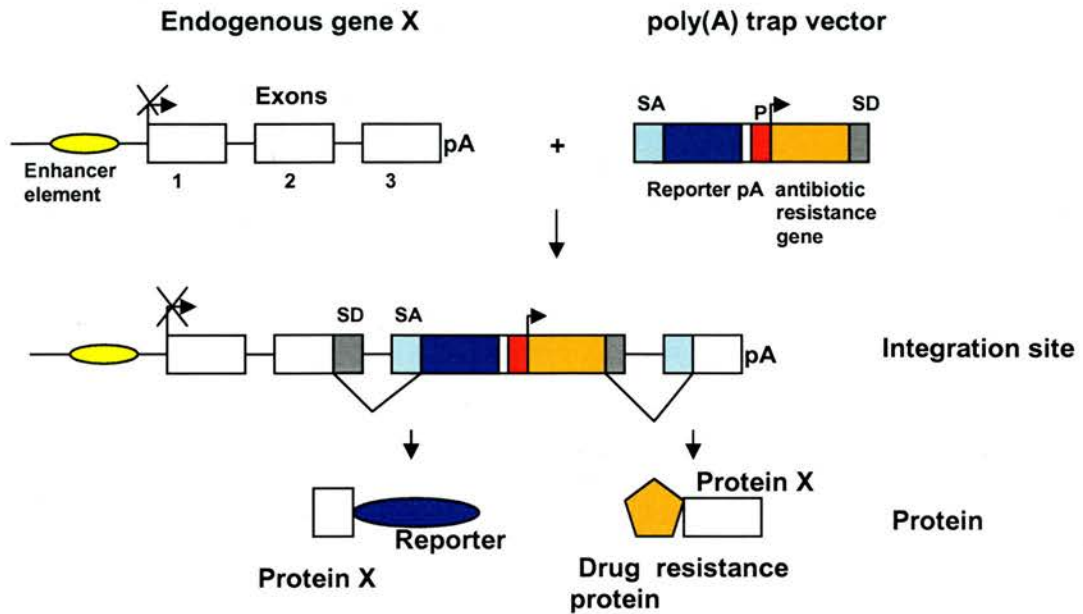 Endogenous gene X
poly(A) trap vector
Exons
pA
Enhancer
element
1
2
3
+
SA
P
SD
Reporter pA
antibiotic
resistance
gene
SD
SA
pA
Integration site
Protein X
Reporter
Protein X
Drug resistance
protein
Protein